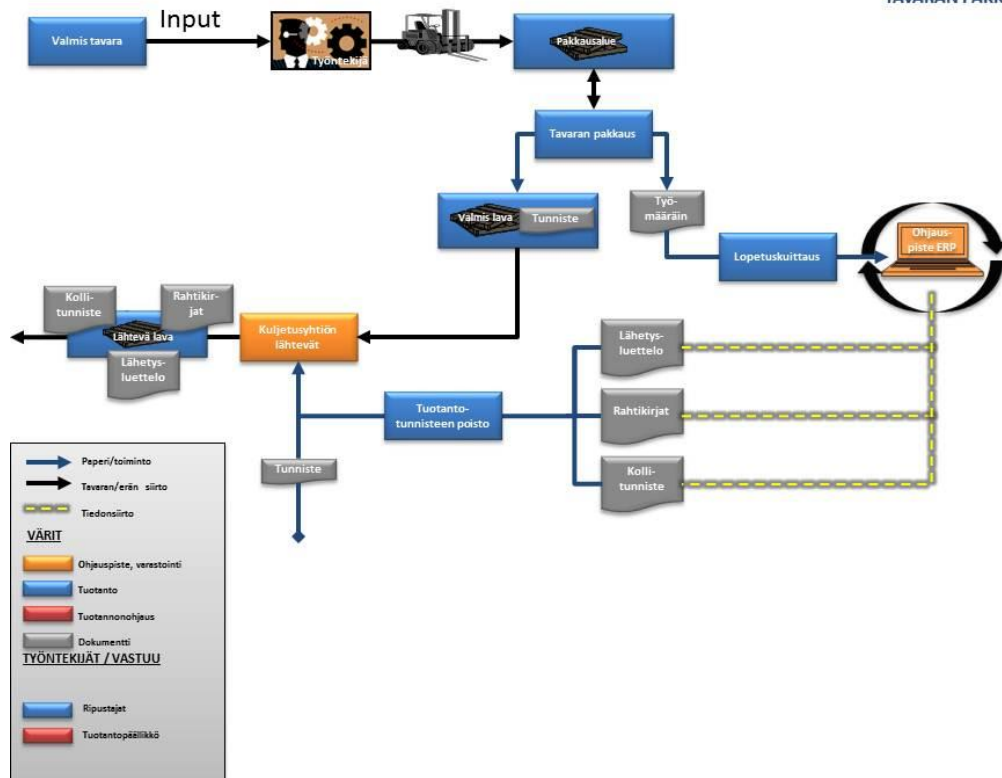 Input
Valmis tavara
Työntekijä
Pakkausalue
Tavaran pakkaus
Valmis lava
Tunniste
Työ-
määräin
Lopetuskuittaus
Ohjaus-
piste ERP
Kolli-
tunniste
Rahtikir-
jat
Lähtevä lava
Lähetys-
luettelo
Kuljetusyhtiön
lähtevät
Lähetys-
luettelo
Tuotanto-
tunnisteen poisto
Rahtikirjat
Kolli-
tunniste
Tunniste
Paperi/toiminto
Tavaran/erän siirto
Tiedonsiirto
VÄRIT
Ohjauspiste, varastointi
Tuotanto
Tuotannonohjaus
Dokumentti
TYÖNTEKIJÄT / VASTUU
Ripustajat
Tuotantopäällikkö